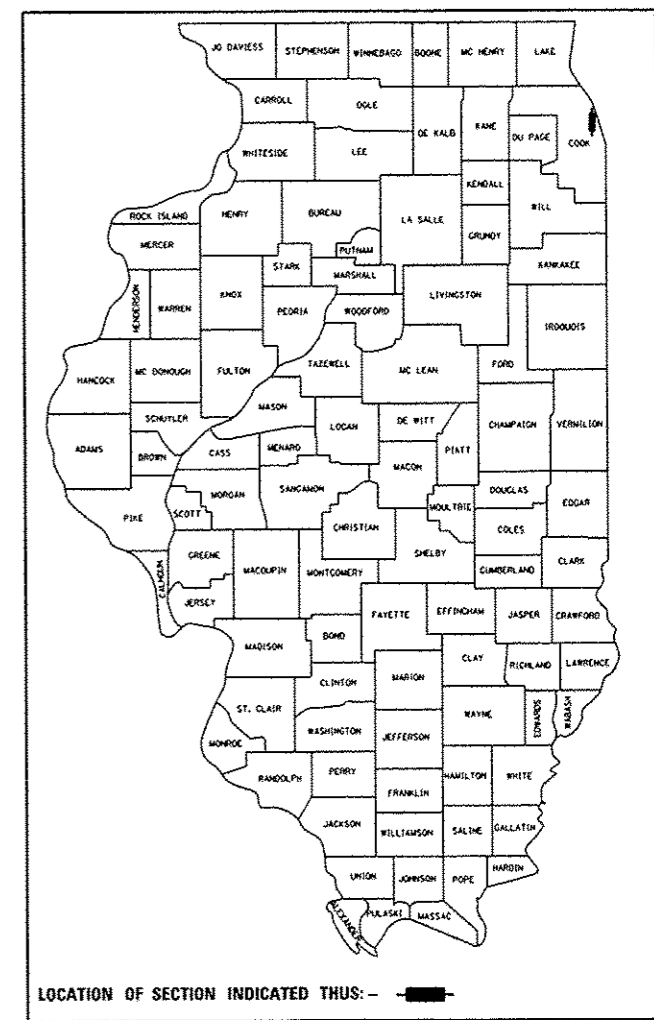 JO DAVIESS STEPHENSON WINNEBAGO BOONE MC HENRY LAKE
CARROLL OGLE DE KALB KANE DU PAGE COOK
WHITESIDE LEE KENDALL WILL
ROCK ISLAND HENRY BUREAU LA SALLE GRUNDY
MERCER PUTNAM KANKAKEE
STARK MARSHALL
HENDERSON WARREN KNOX PEORIA WOODFORD LIVINGSTON IROQUOIS
HANCOCK MC DONOUGH FULTON TAZEWELL MC LEAN FORD
SCHUYLER MASON LOGAN DE WITT CHAMPAIGN VERMILION
ADAMS BROWN CASS MENARD MACON PIATT
PIKE SCOTT MORGAN SANGAMON CHRISTIAN MOULTRIE DOUGLAS EDGAR
COLES
GREENE SHELBY
CALHOUN MACOUPIN MONTGOMERY CUMBERLAND CLARK
JERSEY FAYETTE EFFINGHAM JASPER CRAWFORD
MADISON BOND CLAY RICHLAND LAWRENCE
CLINTON MARION
ST. CLAIR WAYNE EDWARDS WABASH
MONROE WASHINGTON JEFFERSON
RANDOLPH PERRY HAMILTON WHITE
FRANKLIN
JACKSON WILLIAMSON SALINE GALLATIN
UNION JOHNSON POPE HARDIN
ALEXANDER PULASKI MASSAC
LOCATION OF SECTION INDICATED THUS: –